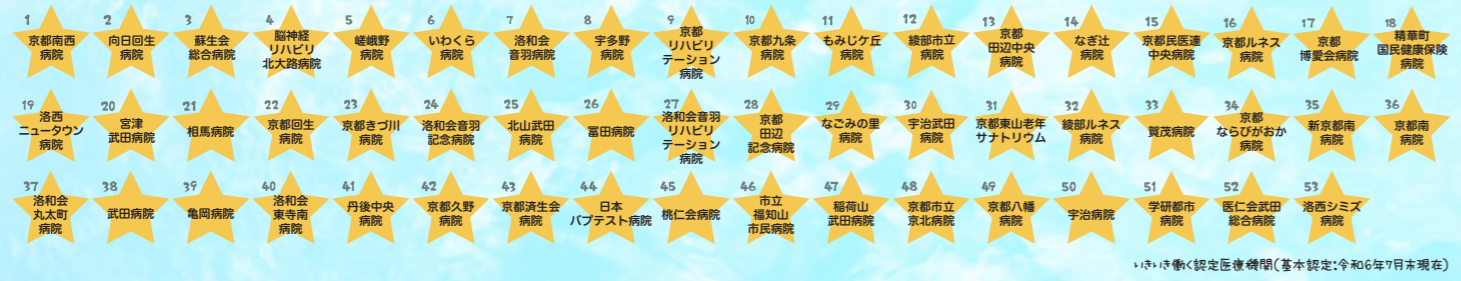 1
京都南西
病院
2
向日回生
病院
3
蘇生会
総合病院
4
脳神経
リハビリ
北大路病院
5
嵯峨野
病院
6
いわくら
病院
7
洛和会
音羽病院
8
宇多野
病院
9
京都
リハビリ
テーション
病院
10
京都九条
病院
11
もみじケ丘
病院
12
綾部市立
病院
13
京都
田辺中央
病院
14
なぎ辻
病院
15
京都民医連
中央病院
16
京都ルネス
病院
17
京都
博愛会病院
18
精華町
国民健康保険
病院
19
洛西
ニュータウン
病院
20
宮津
武田病院
21
相馬病院
22
京都回生
病院
23
京都きづ川
病院
24
洛和会音羽
記念病院
25
北山武田
病院
26
冨田病院
27
洛和会音羽
リハビリ
テーション
病院
28
京都
田辺
記念病院
29
なごみの里
病院
30
宇治武田
病院
31
京都東山老年
サナトリウム
32
綾部ルネス
病院
33
賀茂病院
34
京都
ならびがおか
病院
35
新京都南
病院
36
京都南
病院
37
洛和会
丸太町
病院
38
武田病院
39
亀岡病院
40
洛和会
東寺南
病院
41
丹後中央
病院
42
京都久野
病院
43
京都済生会
病院
44
日本
バプテスト病院
45
桃仁会病院
46
市立
福知山
市民病院
47
稲荷山
武田病院
48
京都市立
京北病院
49
京都八幡
病院
50
宇治病院
51
学研都市
病院
52
医仁会武田
総合病院
53
洛西シミズ
病院
いきいき働く認定医療機関(基本認定:令和6年7月末現在)